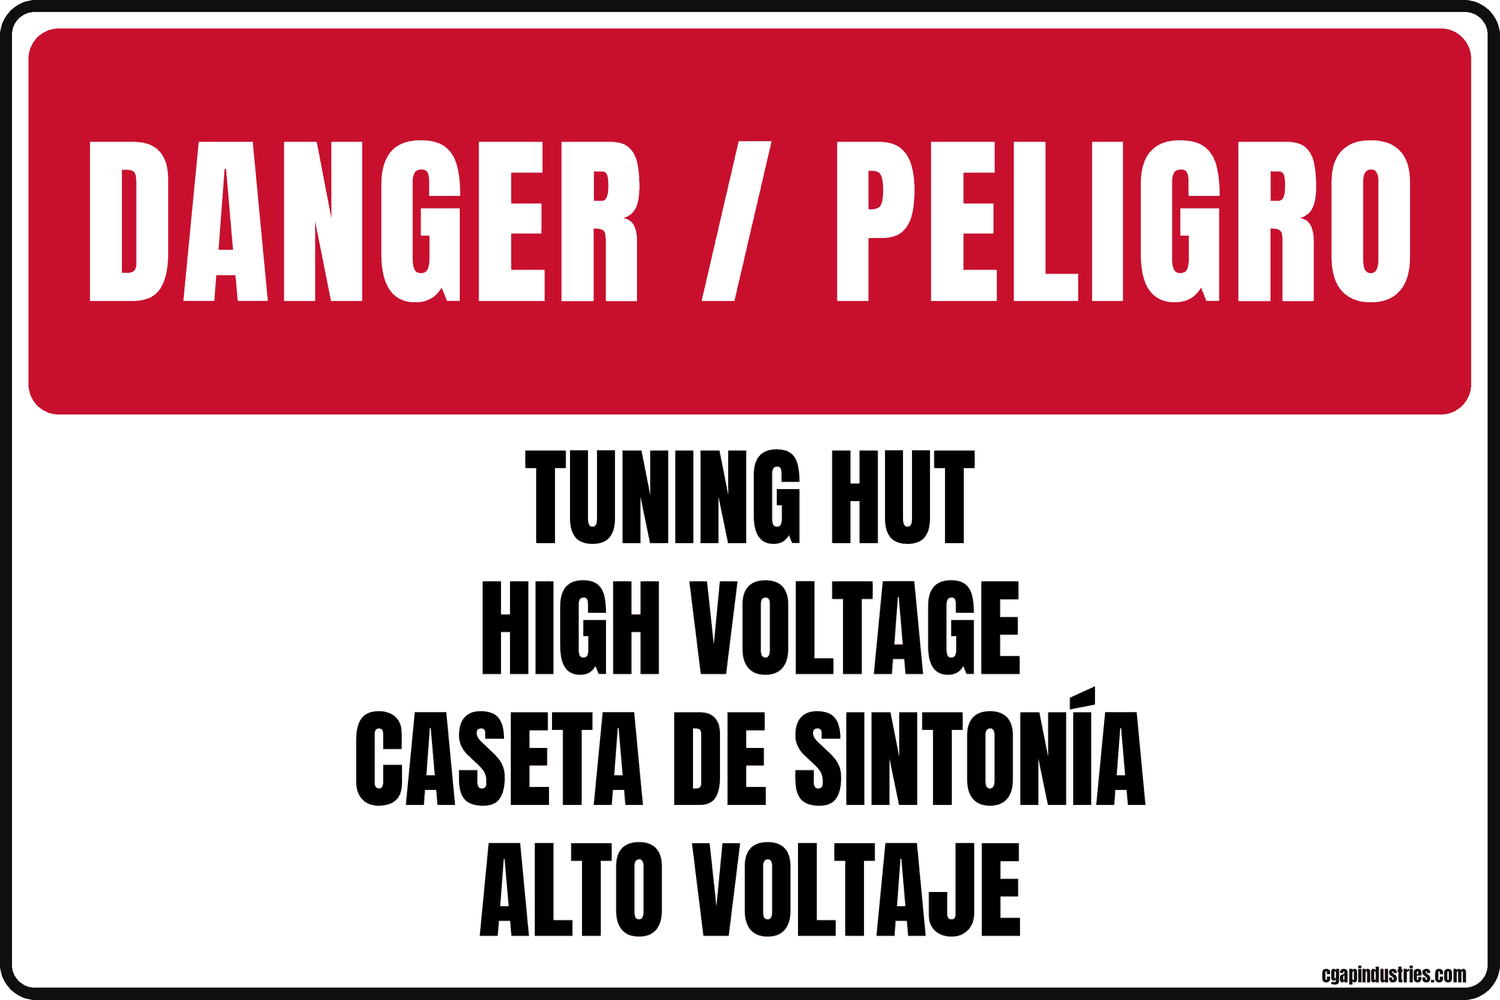 DANGER / PELIGRO
TUNING HUT
HIGH VOLTAGE
CASETA DE SINTONÍA
ALTO VOLTAJE
cgapindustries.com